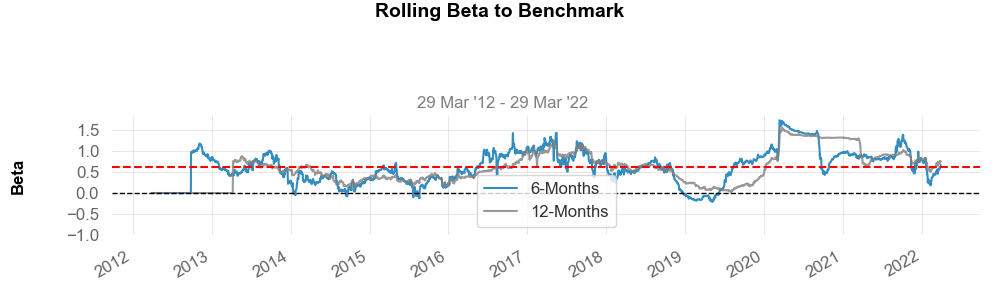 Rolling Beta to Benchmark
29 Mar '12 - 29 Mar '22
Beta
1.5
1.0
0.5
0.0
−0.5
−1.0
6-Months
12-Months
2012 2013 2014 2015 2016 2017 2018 2019 2020 2021 2022